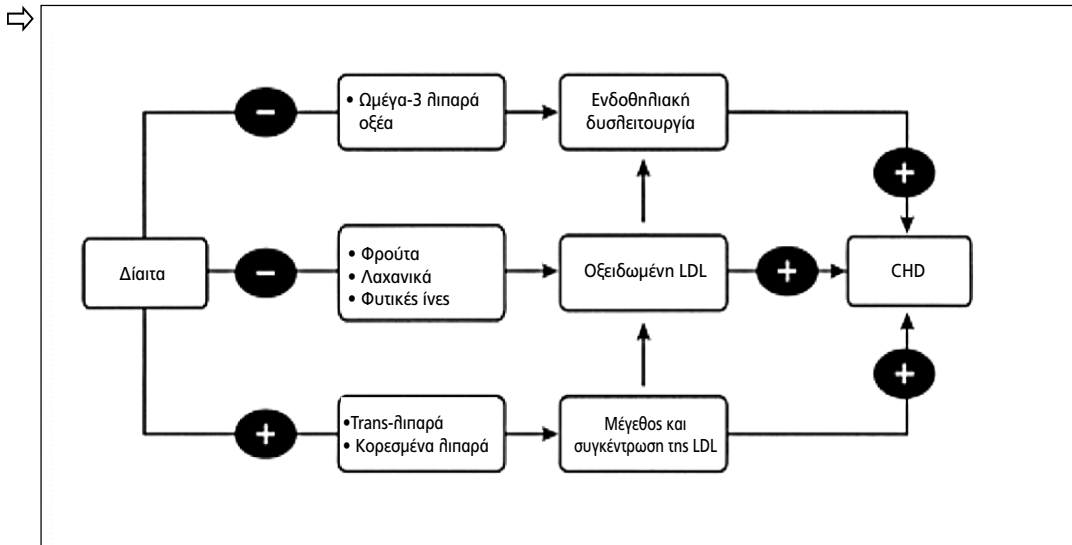 • Ωμέγα-3 λιπαρά
οξέα
Ενδοθηλιακή
δυσλειτουργία
−
+
Δίαιτα
−
• Φρούτα
• Λαχανικά
• Φυτικές ίνες
Οξειδωμένη LDL
+
CHD
+
+
•Trans-λιπαρά
• Κορεσμένα λιπαρά
Μέγεθος και
συγκέντρωση της LDL